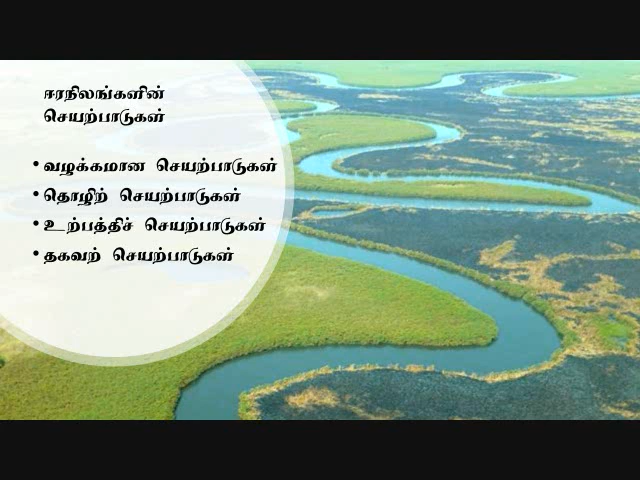 ஈரநிலங்களின்
செயற்பாடுகள்
• வழக்கமான செயற்பாடுகள்
• தொழிற் செயற்பாடுகள்
• உற்பத்திச் செயற்பாடுகள்
• தகவற் செயற்பாடுகள்